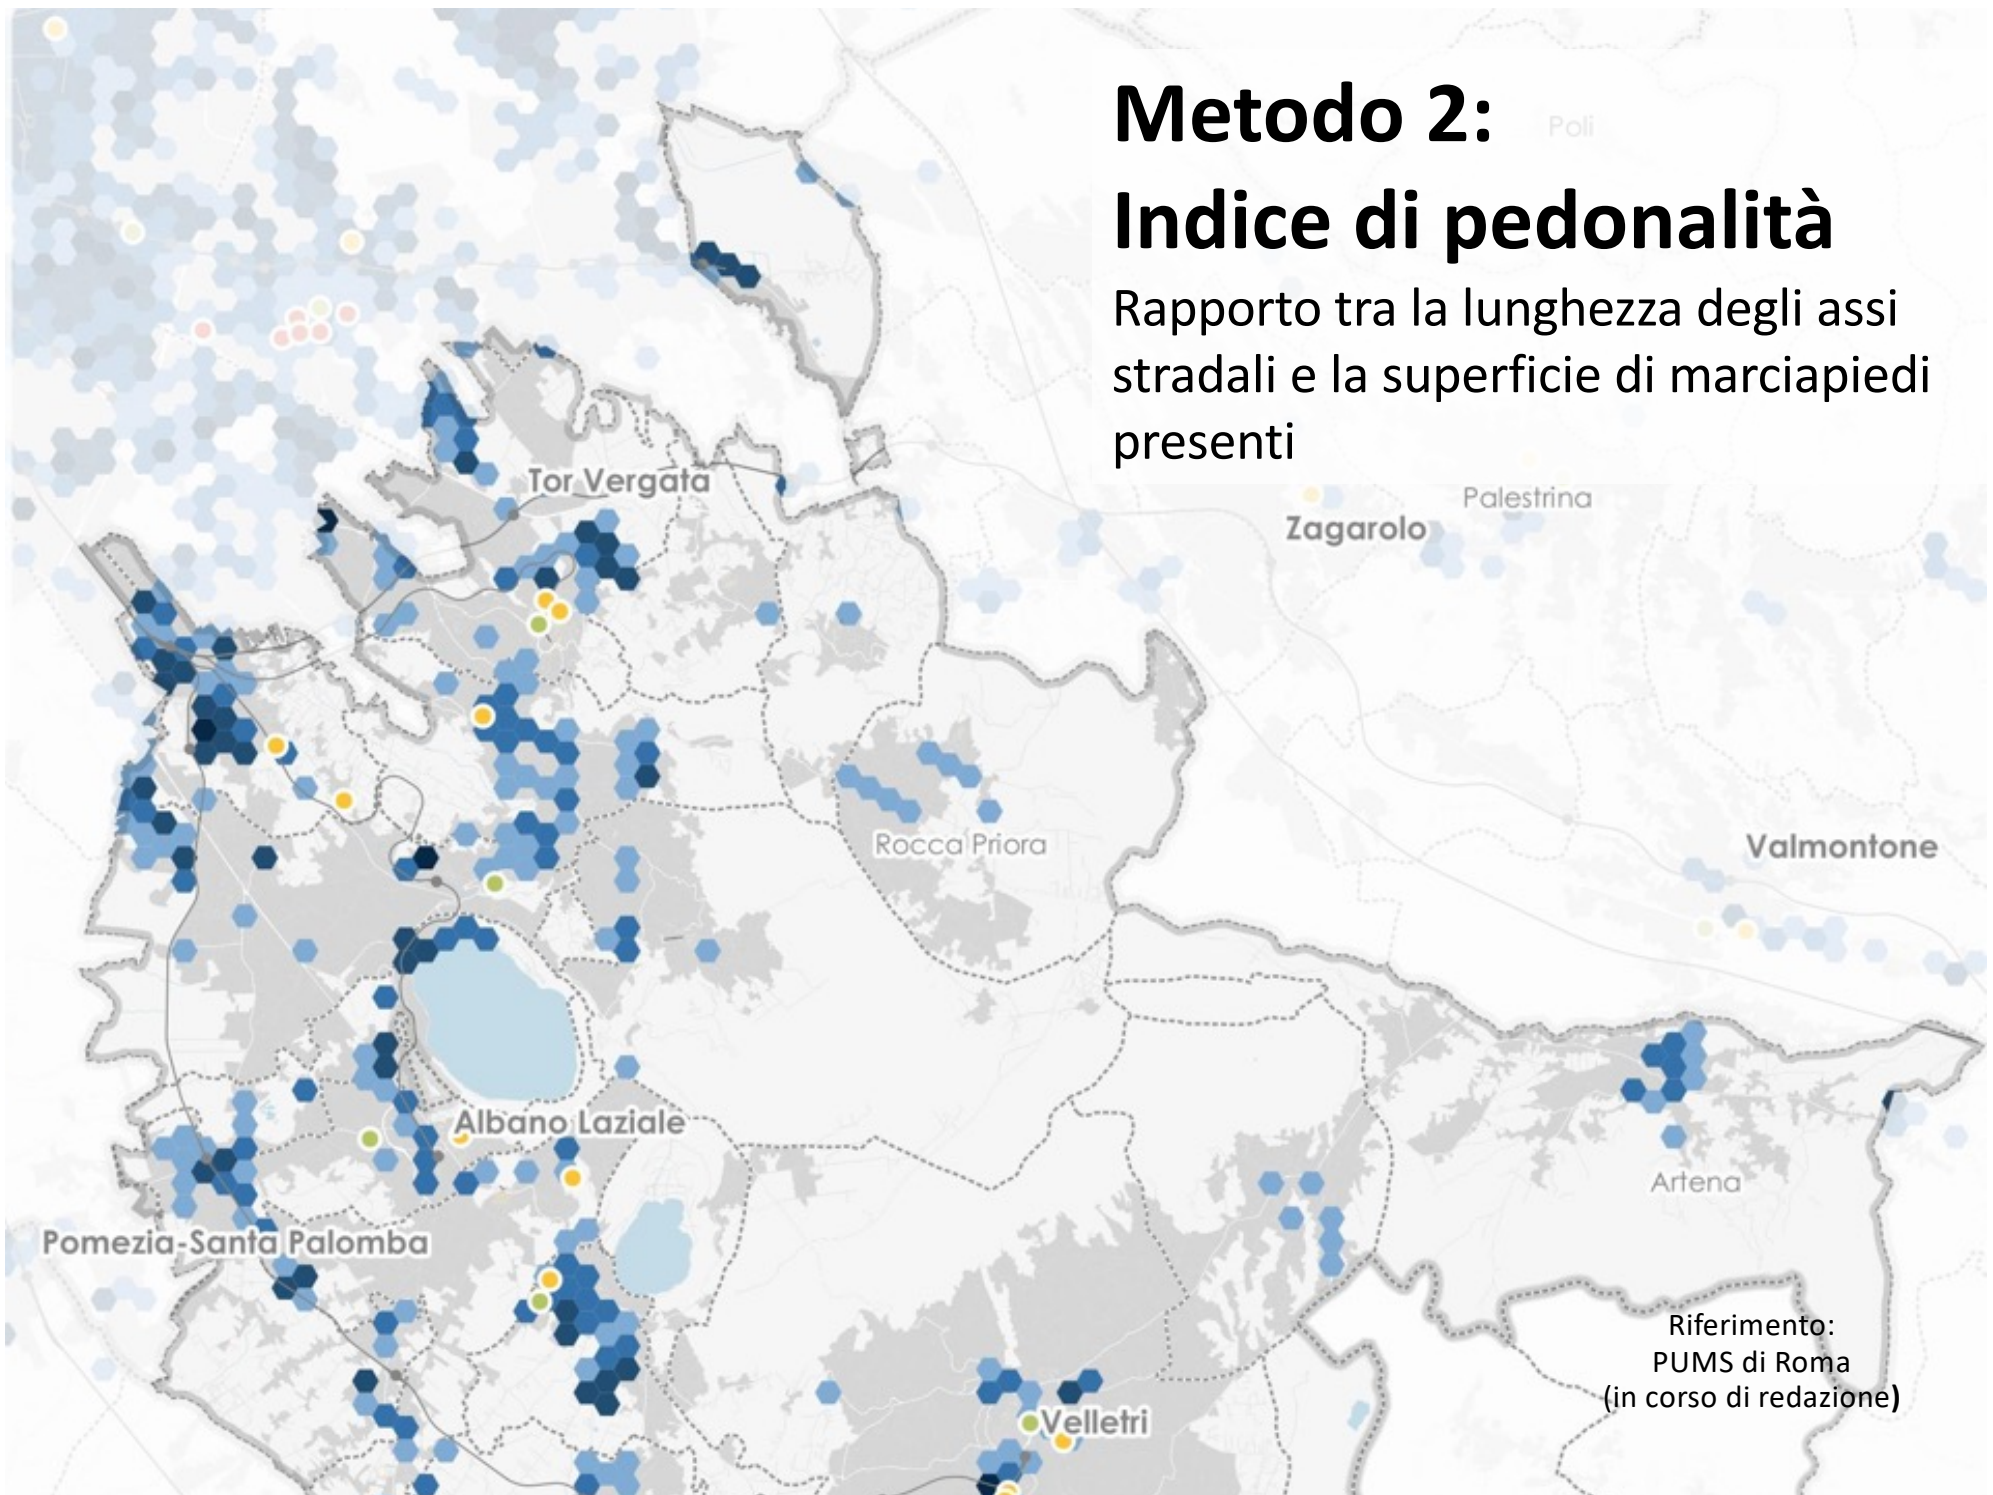 Metodo 2:
Poli
Indice di pedonalità
Rapporto tra la lunghezza degli assi
stradali e la superficie di marciapiedi
presenti
Tor Vergata
Palestrina
Zagarolo
Rocca Priora
Valmontone
Albano Laziale
Artena
Pomezia-Santa Palomba
Riferimento:
PUMS di Roma
(in corso di redazione)
Velletri